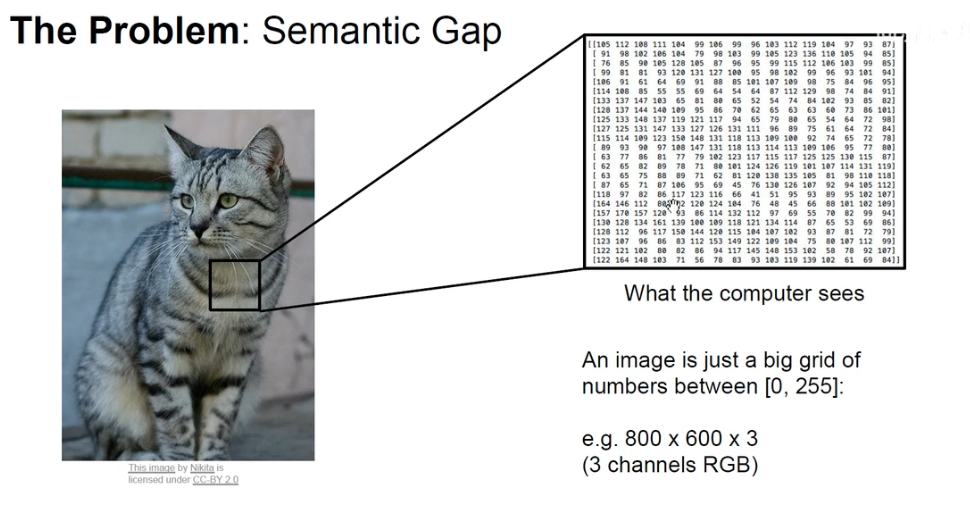 The Problem: Semantic Gap
[[105 112 108 111 104 99 106 99 96 103 112 119 104 97 93 87]
[ 91 98 102 106 104 79 98 103 99 105 123 136 110 105 94 85]
[ 76 85 90 105 128 105 87 96 95 99 115 112 106 103 99 85]
[ 99 81 81 93 120 131 127 100 95 98 102 99 96 93 101 94]
[106 91 61 64 69 91 88 85 101 107 109 98 75 84 96 95]
[114 108 85 55 55 69 64 54 64 87 112 129 98 74 84 91]
[133 137 147 103 65 81 80 65 52 54 74 84 102 93 85 82]
[128 137 144 140 109 95 86 70 62 65 63 63 60 73 86 101]
[125 133 148 137 119 121 117 94 65 79 80 65 54 64 72 98]
[127 125 131 147 133 127 126 131 111 96 89 75 61 64 72 84]
[115 114 109 123 150 148 131 118 113 109 100 92 74 65 72 78]
[ 89 93 90 97 108 147 131 118 113 114 113 109 106 95 77 80]
[ 63 77 86 81 77 79 102 123 117 115 117 125 125 130 115 87]
[ 62 65 82 89 78 71 80 101 124 126 119 101 107 114 131 119]
[ 63 65 75 88 89 71 62 81 120 138 135 105 81 98 110 118]
[ 87 65 71 87 106 95 69 45 76 130 126 107 92 94 105 112]
[118 97 82 86 117 123 116 66 41 51 95 93 89 95 102 107]
[164 146 112 120 124 104 76 48 45 66 88 101 102 109]
[157 170 157 120 93 86 114 132 112 97 69 55 70 82 99 94]
[130 128 134 161 139 100 109 118 121 134 114 87 65 53 69 86]
[128 112 96 117 150 144 120 115 104 107 102 93 87 81 72 79]
[123 107 96 86 83 112 153 149 122 109 104 75 80 107 112 99]
[122 121 102 80 82 86 94 117 145 148 153 102 58 78 92 107]
[122 164 148 103 71 56 78 83 93 103 119 139 102 61 69 84]]
What the computer sees
An image is just a big grid of
numbers between [0, 255]:
e.g. 800 x 600 x 3
(3 channels RGB)
This image by Nikita is
licensed under CC-BY 2.0